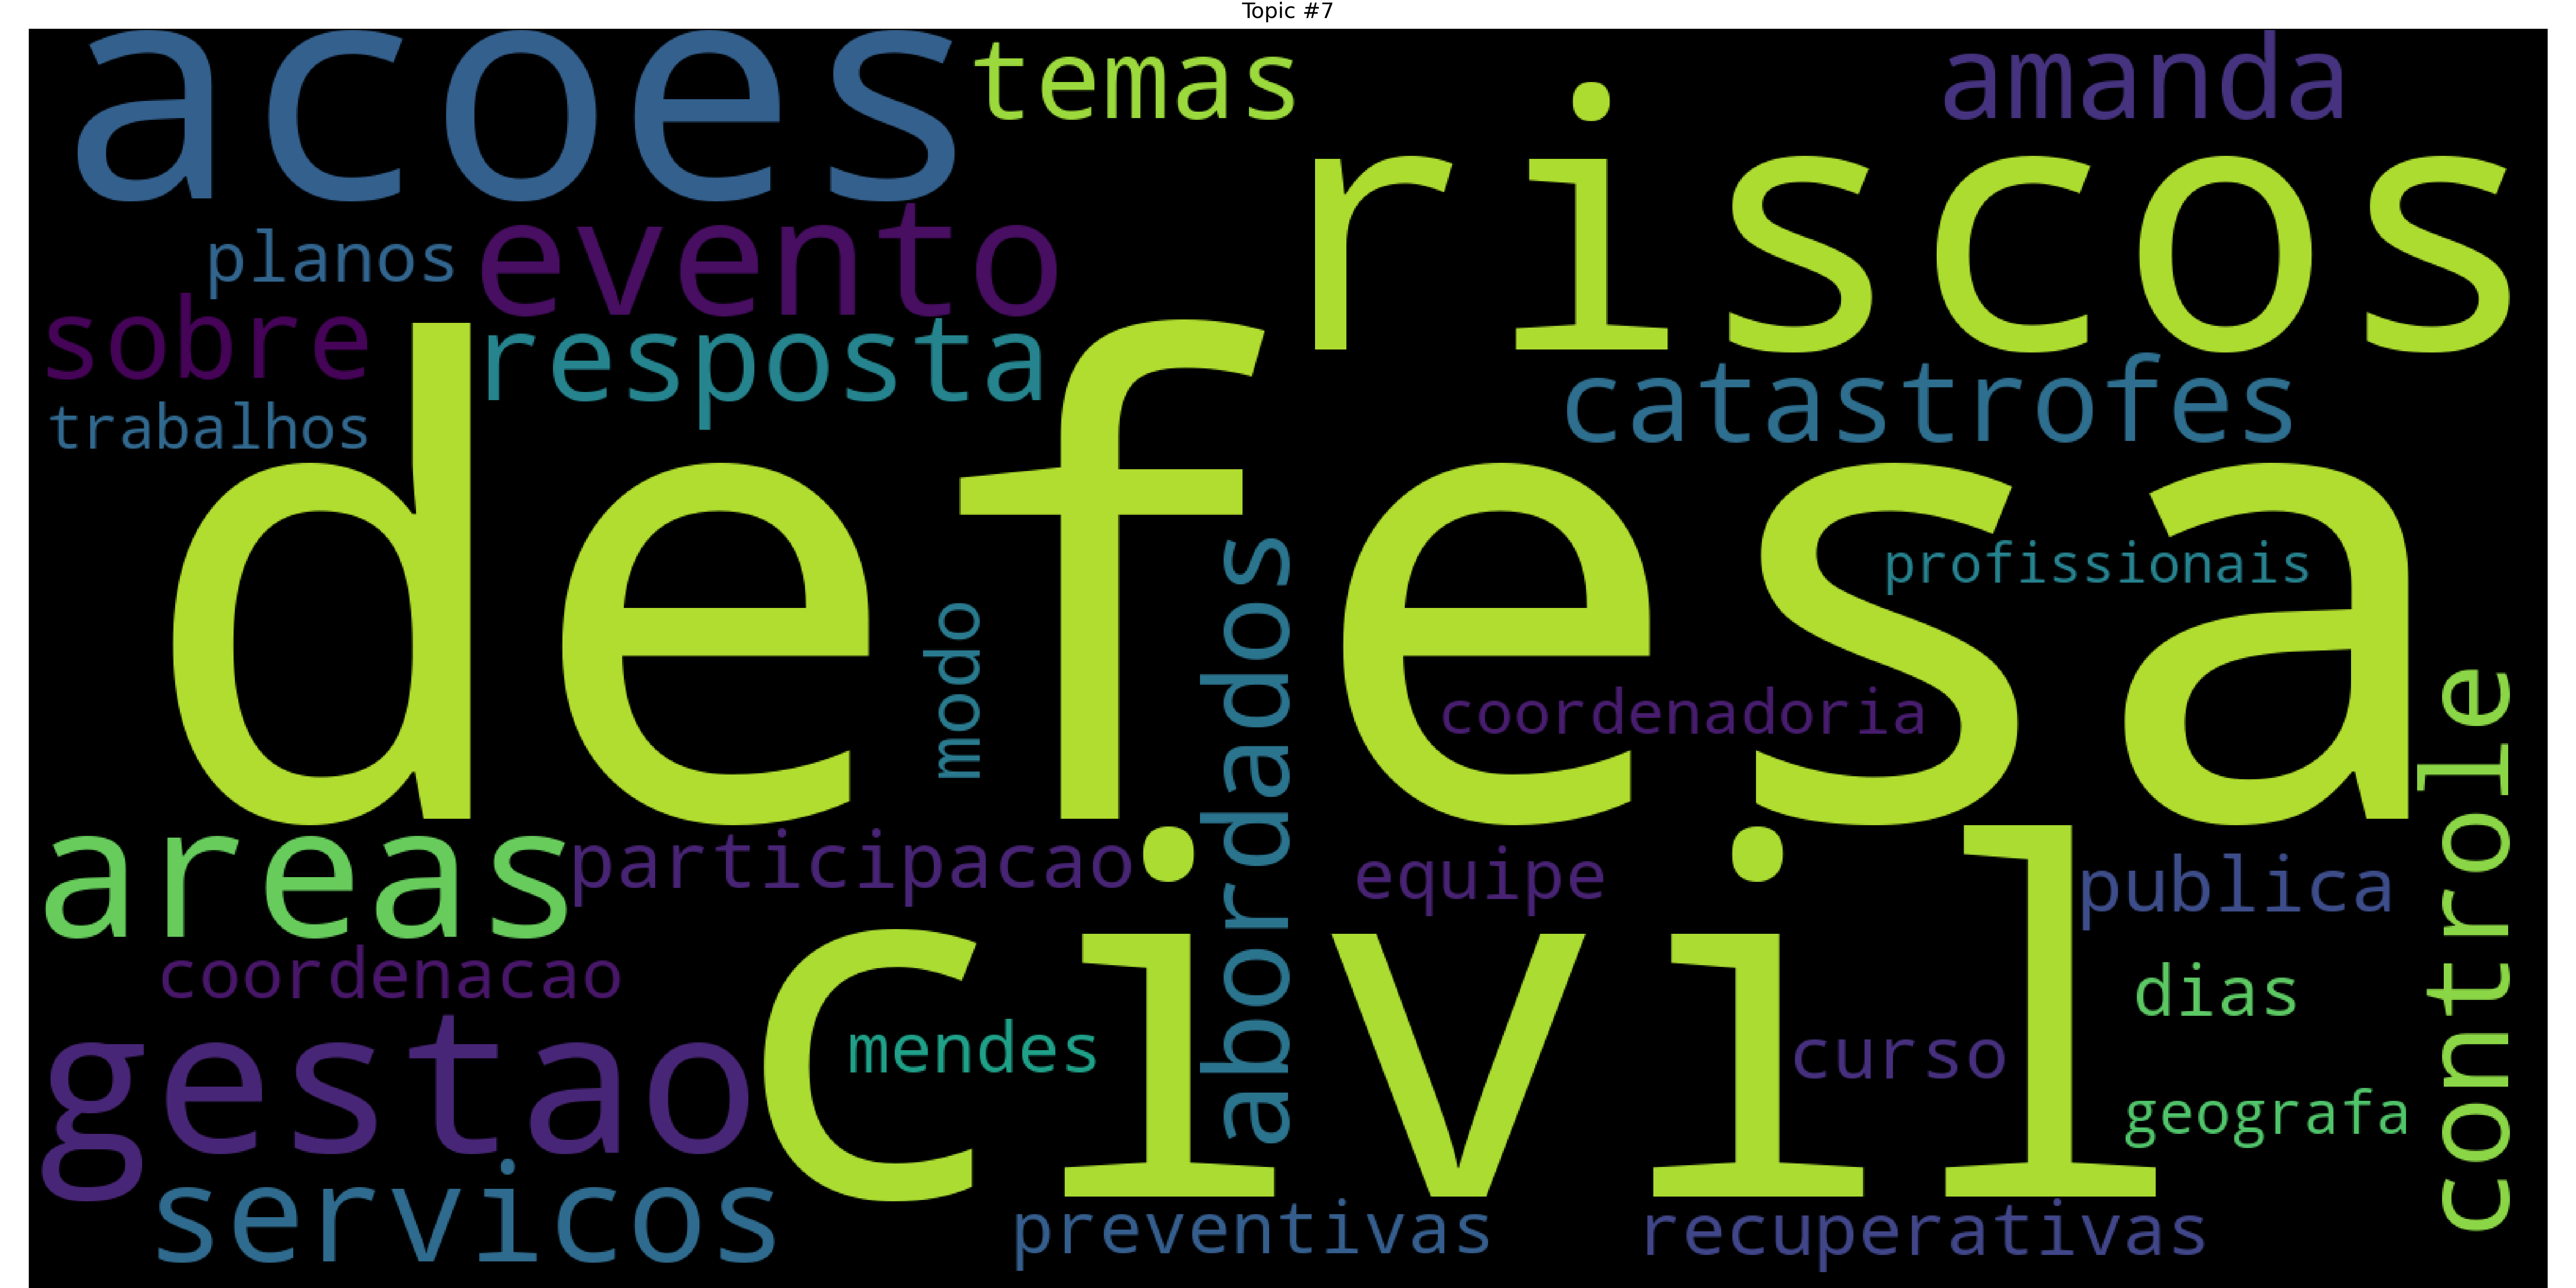 Topic #7
acoes
temas
amanda
riscos
planos
evento
sobre
resposta
catastrofes
trabalhos
defesa
profissionais
modo
abordados
coordenadoria
controle
areas
participacao
equipe
publica
civil
coordenacao
dias
gestao
mendes
curso
geografa
servicos
preventivas
recuperativas